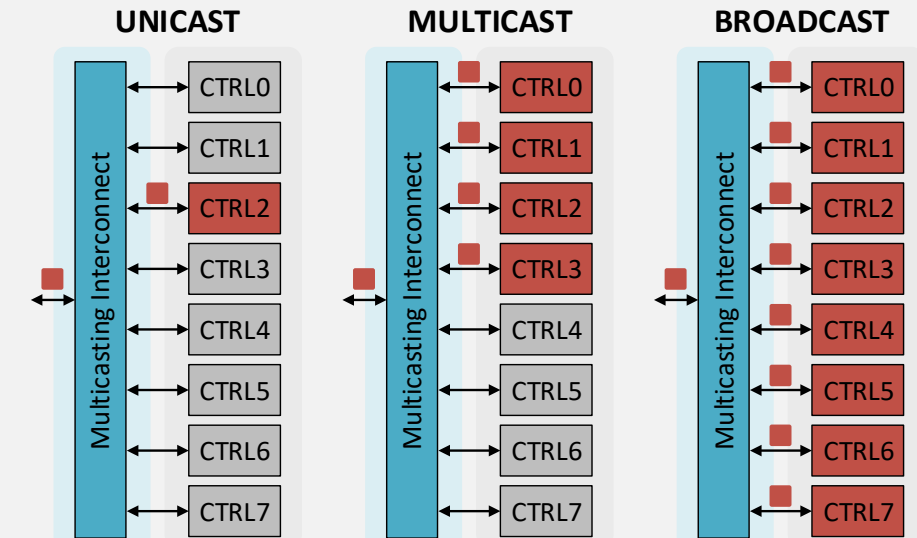 UNICAST
Multicasting Interconnect
CTRL0
CTRL1
CTRL2
CTRL3
CTRL4
CTRL5
CTRL6
CTRL7
MULTICAST
Multicasting Interconnect
CTRL0
CTRL1
CTRL2
CTRL3
CTRL4
CTRL5
CTRL6
CTRL7
BROADCAST
Multicasting Interconnect
CTRL0
CTRL1
CTRL2
CTRL3
CTRL4
CTRL5
CTRL6
CTRL7